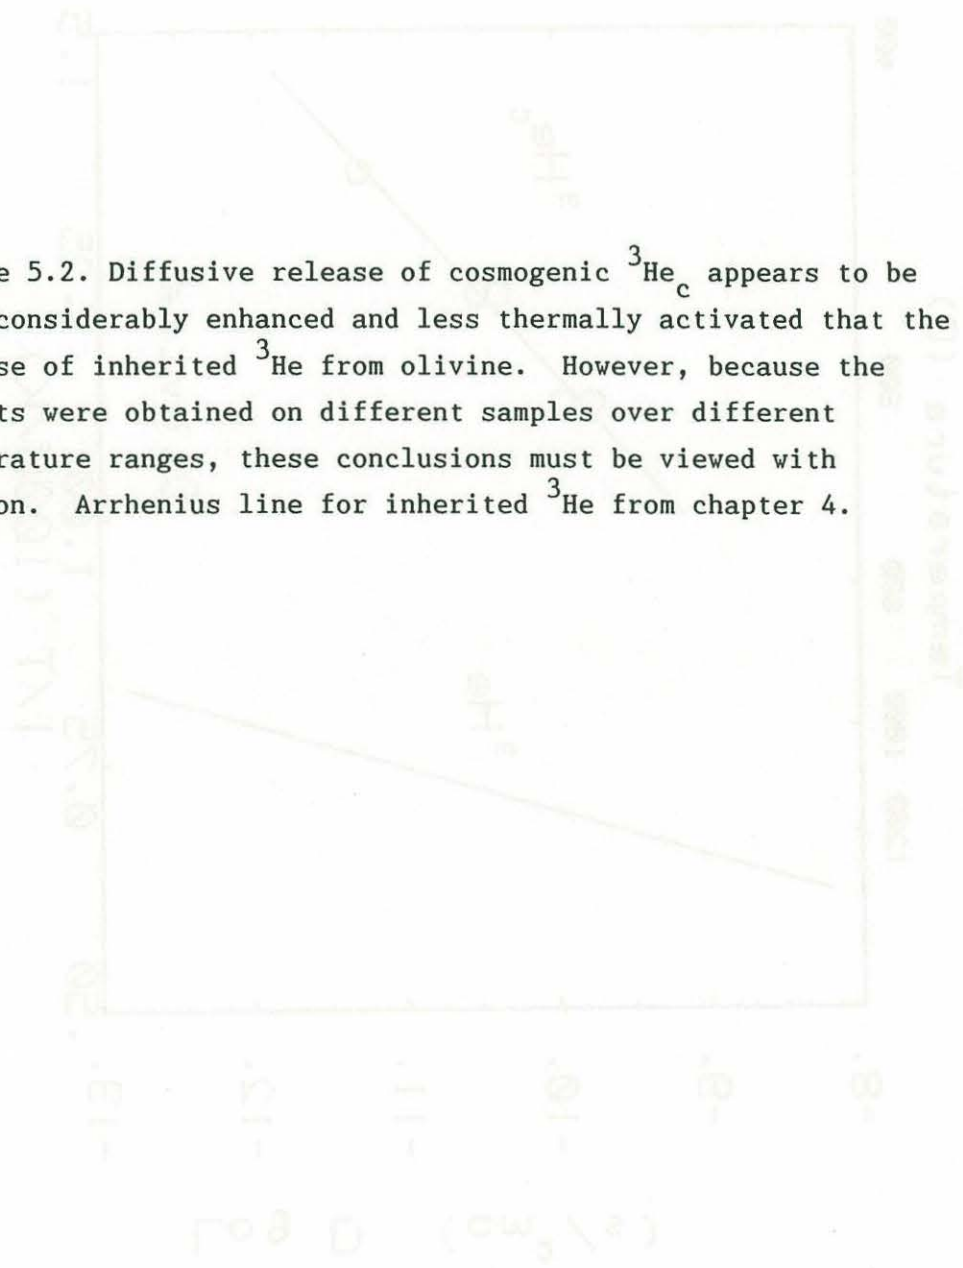 e 5.2. Diffusive release of cosmogenic ³He_c appears to be
considerably enhanced and less thermally activated that the
se of inherited ³He from olivine. However, because the
ts were obtained on different samples over different
rature ranges, these conclusions must be viewed with
on. Arrhenius line for inherited ³He from chapter 4.